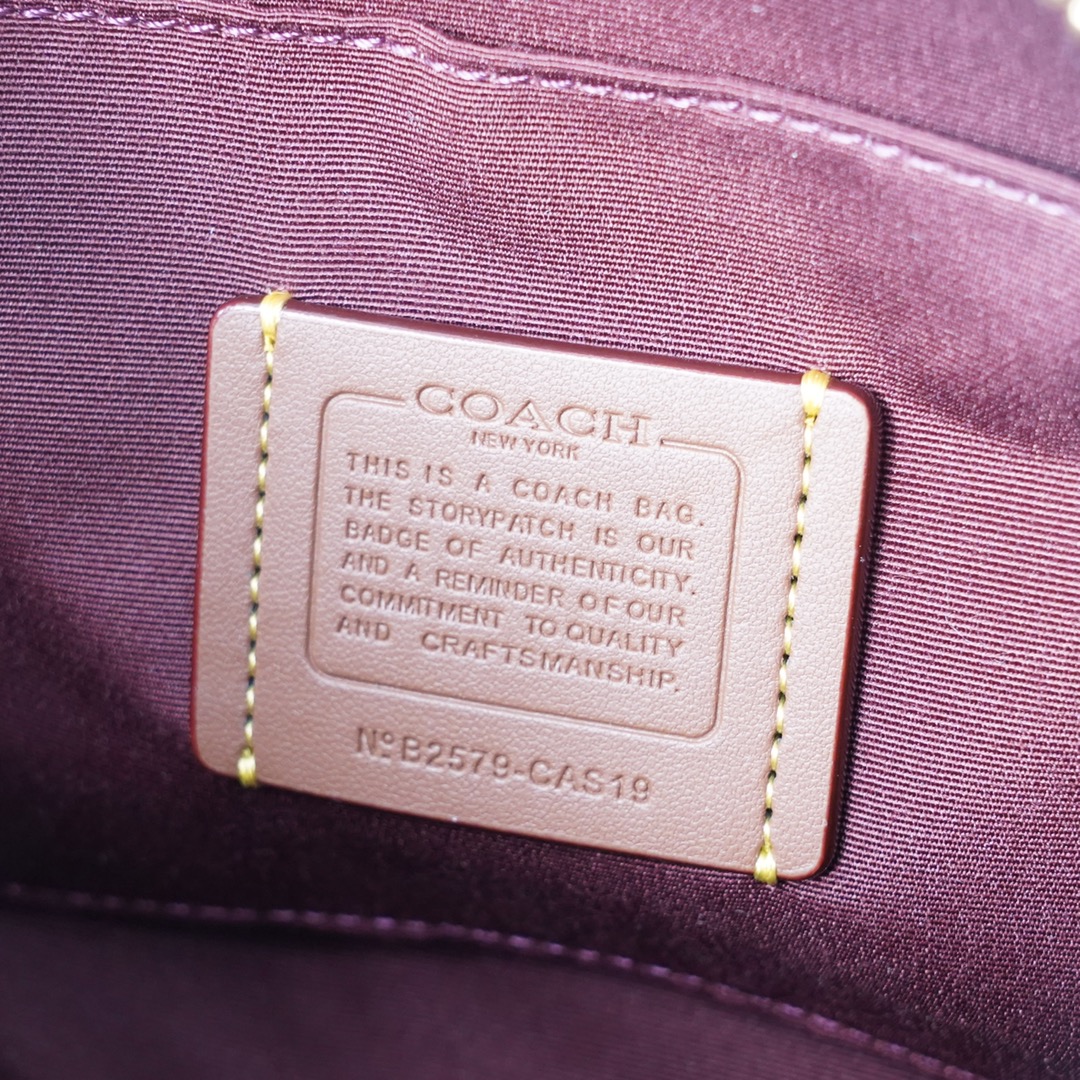 COACH
NEW YORK
THIS IS A COACH BAG.
THE STORYPATCH IS OUR
BADGE OF AUTHENTICITY.
AND A REMINDER OF OUR
COMMITMENT TO QUALITY
AND CRAFTSMANSHIP.
Nº B2579-CAS19